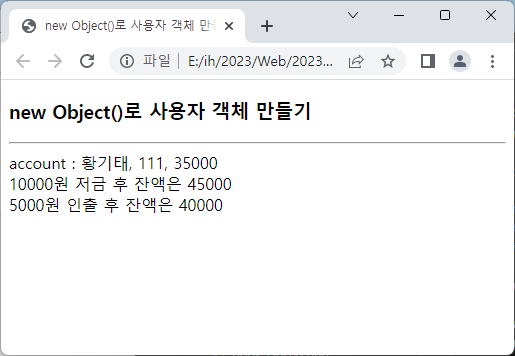 new Object()로 사용자 객체 만들
파일
E:/ih/2023/Web/2023...
new Object()로 사용자 객체 만들기
account : 황기태, 111, 35000
10000원 저금 후 잔액은 45000
5000원 인출 후 잔액은 40000